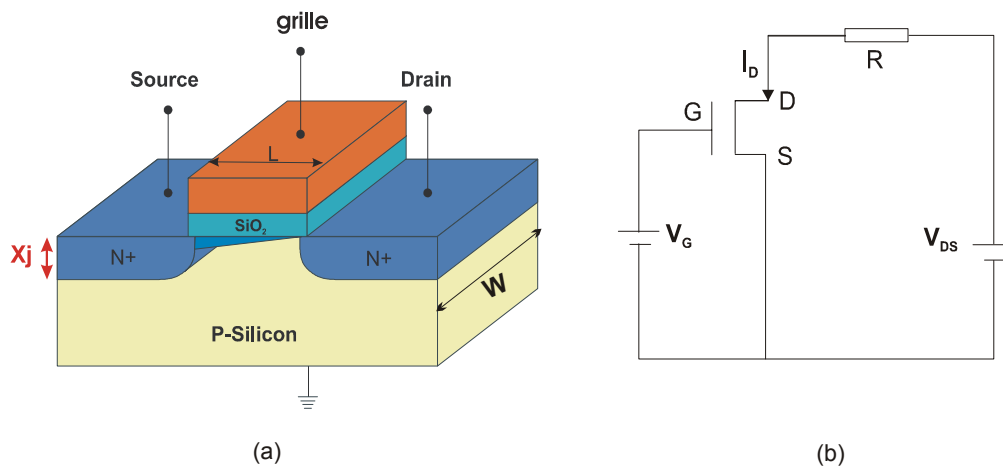 grille
Source
Drain
L
SiO2
Xj
N+
N+
W
P-Silicon
(a)
ID
R
G
D
S
VG
VDS
(b)